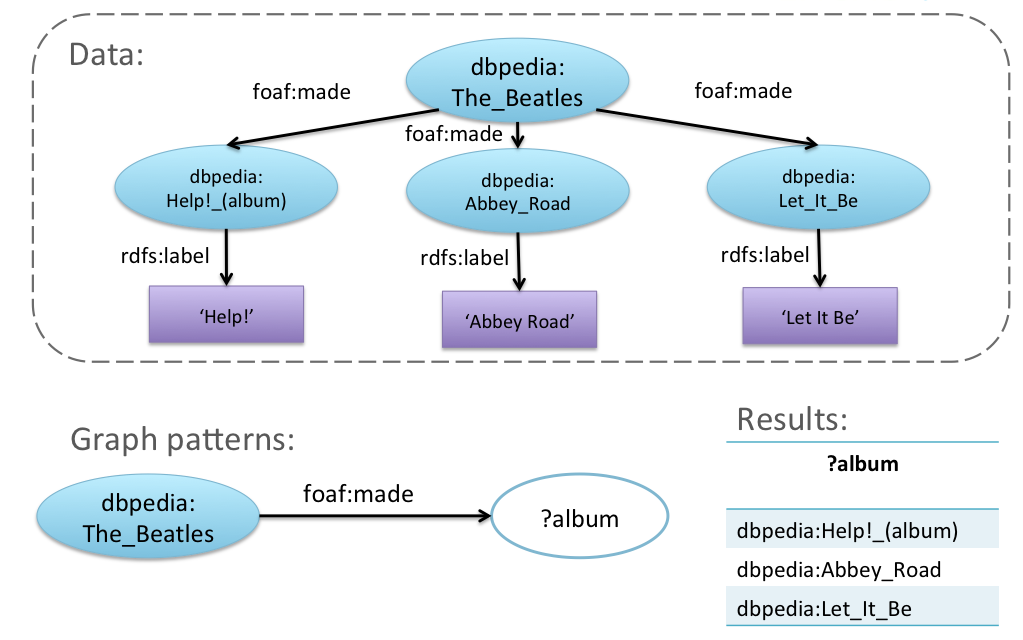 Data:
dbpedia:
The_Beatles
foaf:made
foaf:made
foaf:made
dbpedia:
Help!_(album)
dbpedia:
Abbey_Road
dbpedia:
Let_It_Be
rdfs:label
rdfs:label
rdfs:label
‘Help!’
‘Abbey Road’
‘Let It Be’
Graph patterns:
dbpedia:
The_Beatles
foaf:made
?album
Results:
?album
dbpedia:Help!_(album)
dbpedia:Abbey_Road
dbpedia:Let_It_Be